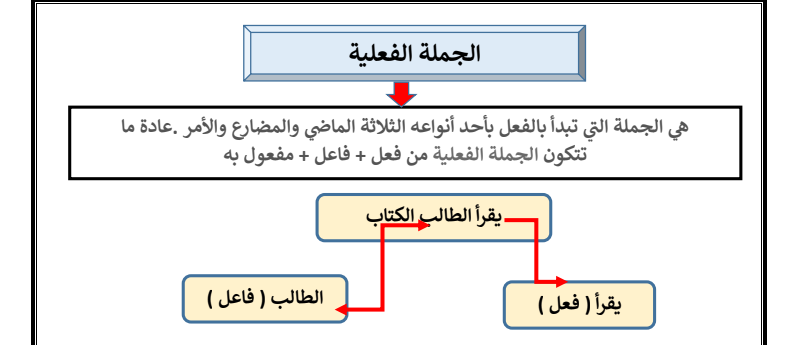 الجملة الفعلية
هي الجملة التي تبدأ بالفعل بأحد أنواعه الثلاثة الماضي والمضارع والأمر .عادة ما
تتكون الجملة الفعلية من فعل + فاعل + مفعول به
يقرأ الطالب الكتاب
يقرأ ( فعل )
الطالب ( فاعل )